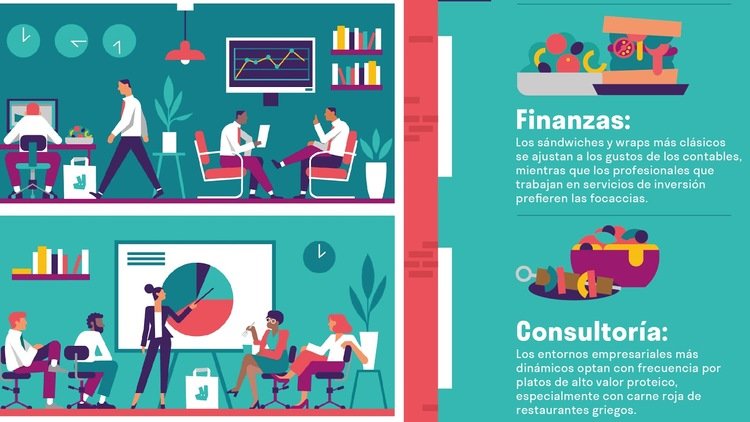 Finanzas:
Los sándwiches y wraps más clásicos
se ajustan a los gustos de los contables,
mientras que los profesionales que
trabajan en servicios de inversión
prefieren las focaccias.
Consultoría:
Los entornos empresariales más
dinámicos optan con frecuencia por
platos de alto valor proteico,
especialmente con carne roja de
restaurantes griegos.